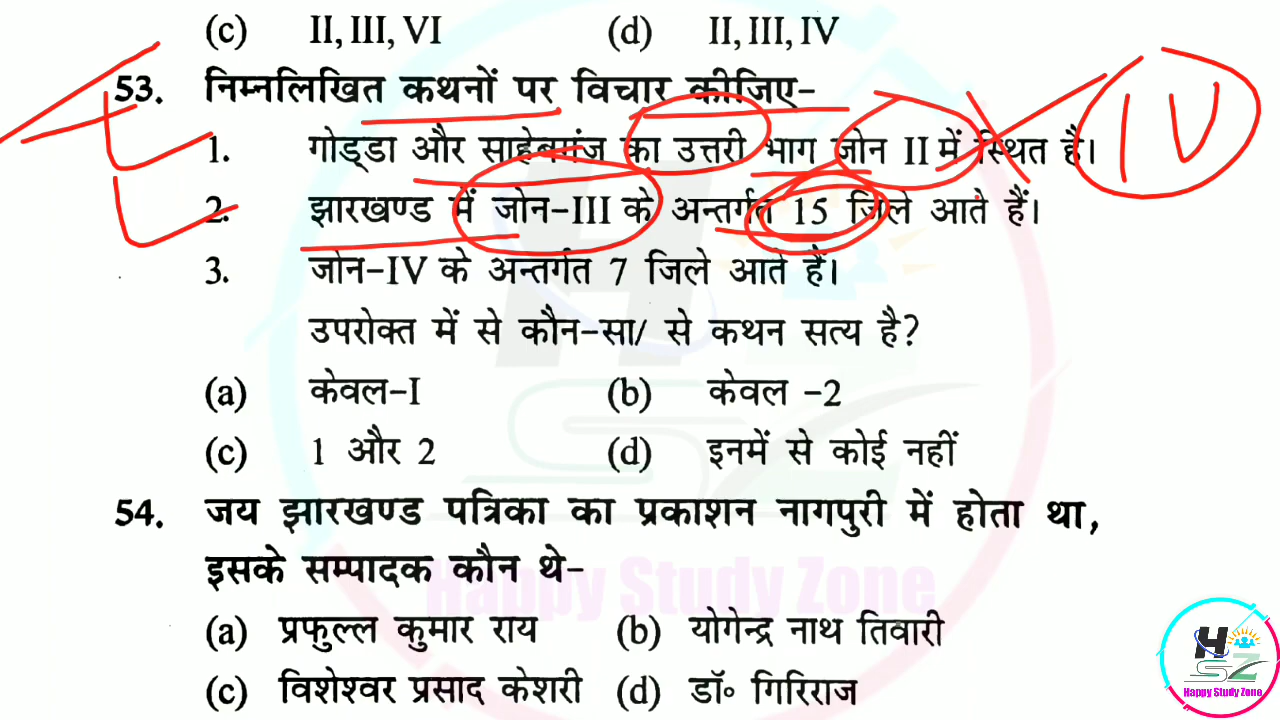 (c) II, III, VI (d) II, III, IV
53. निम्नलिखित कथनों पर विचार कीजिए-
1. गोड्डा और साहेबगंज का उत्तरी भाग जोन II में स्थित है। IV
2. झारखण्ड में जोन-III के अन्तर्गत 15 जिले आते हैं।
3. जोन-IV के अन्तर्गत 7 जिले आते हैं।
उपरोक्त में से कौन-सा/ से कथन सत्य है?
(a) केवल-I (b) केवल -2
(c) 1 और 2 (d) इनमें से कोई नहीं
54. जय झारखण्ड पत्रिका का प्रकाशन नागपुरी में होता था,
इसके सम्पादक कौन थे-
Happy Study Zone
(a) प्रफुल्ल कुमार राय (b) योगेन्द्र नाथ तिवारी
(c) विशेश्वर प्रसाद केशरी (d) डॉ॰ गिरिराज
HSZ
Happy Study Zone